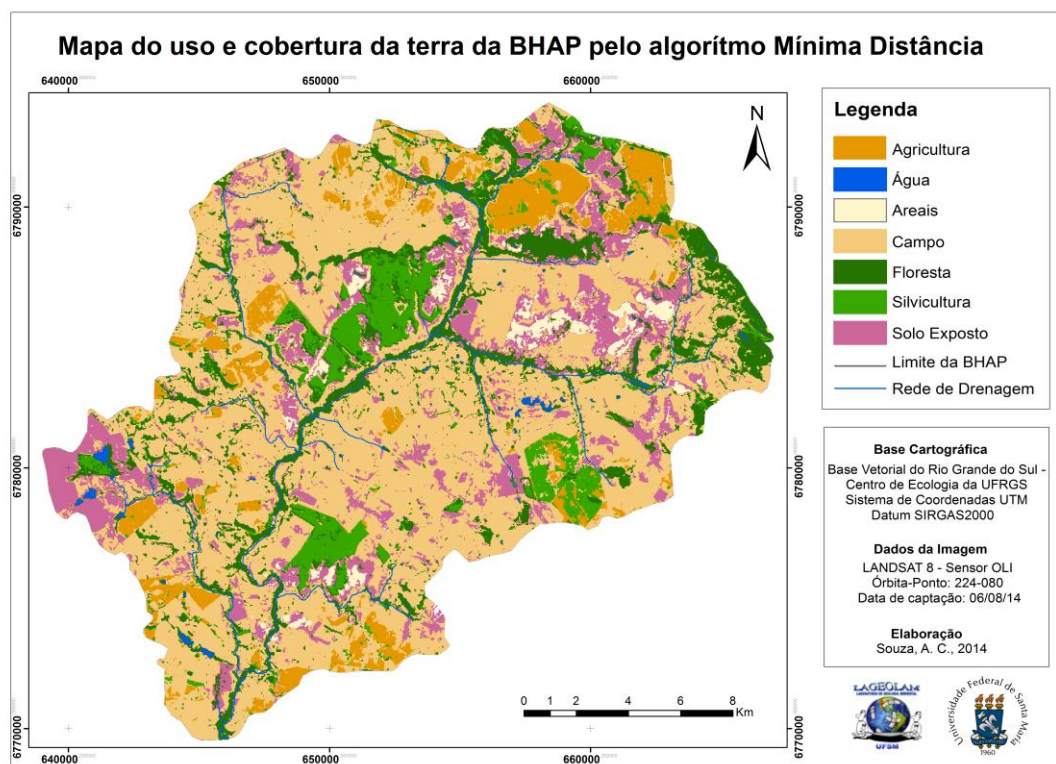 Mapa do uso e cobertura da terra da BHAP pelo algorítmo Mínima Distância
640000
650000
660000
6790000
6790000
6780000
6780000
6770000
6770000
640000
650000
660000
N
0 1 2 4 6 8
Km
Legenda
Agricultura
Água
Areais
Campo
Floresta
Silvicultura
Solo Exposto
Limite da BHAP
Rede de Drenagem
Base Cartográfica
Base Vetorial do Rio Grande do Sul -
Centro de Ecologia da UFRGS
Sistema de Coordenadas UTM
Datum SIRGAS2000
Dados da Imagem
LANDSAT 8 - Sensor OLI
Órbita-Ponto: 224-080
Data de captação: 06/08/14
Elaboração
Souza, A. C., 2014
LAGEOLAM
UFSM
Universidade Federal de Santa Maria
1960